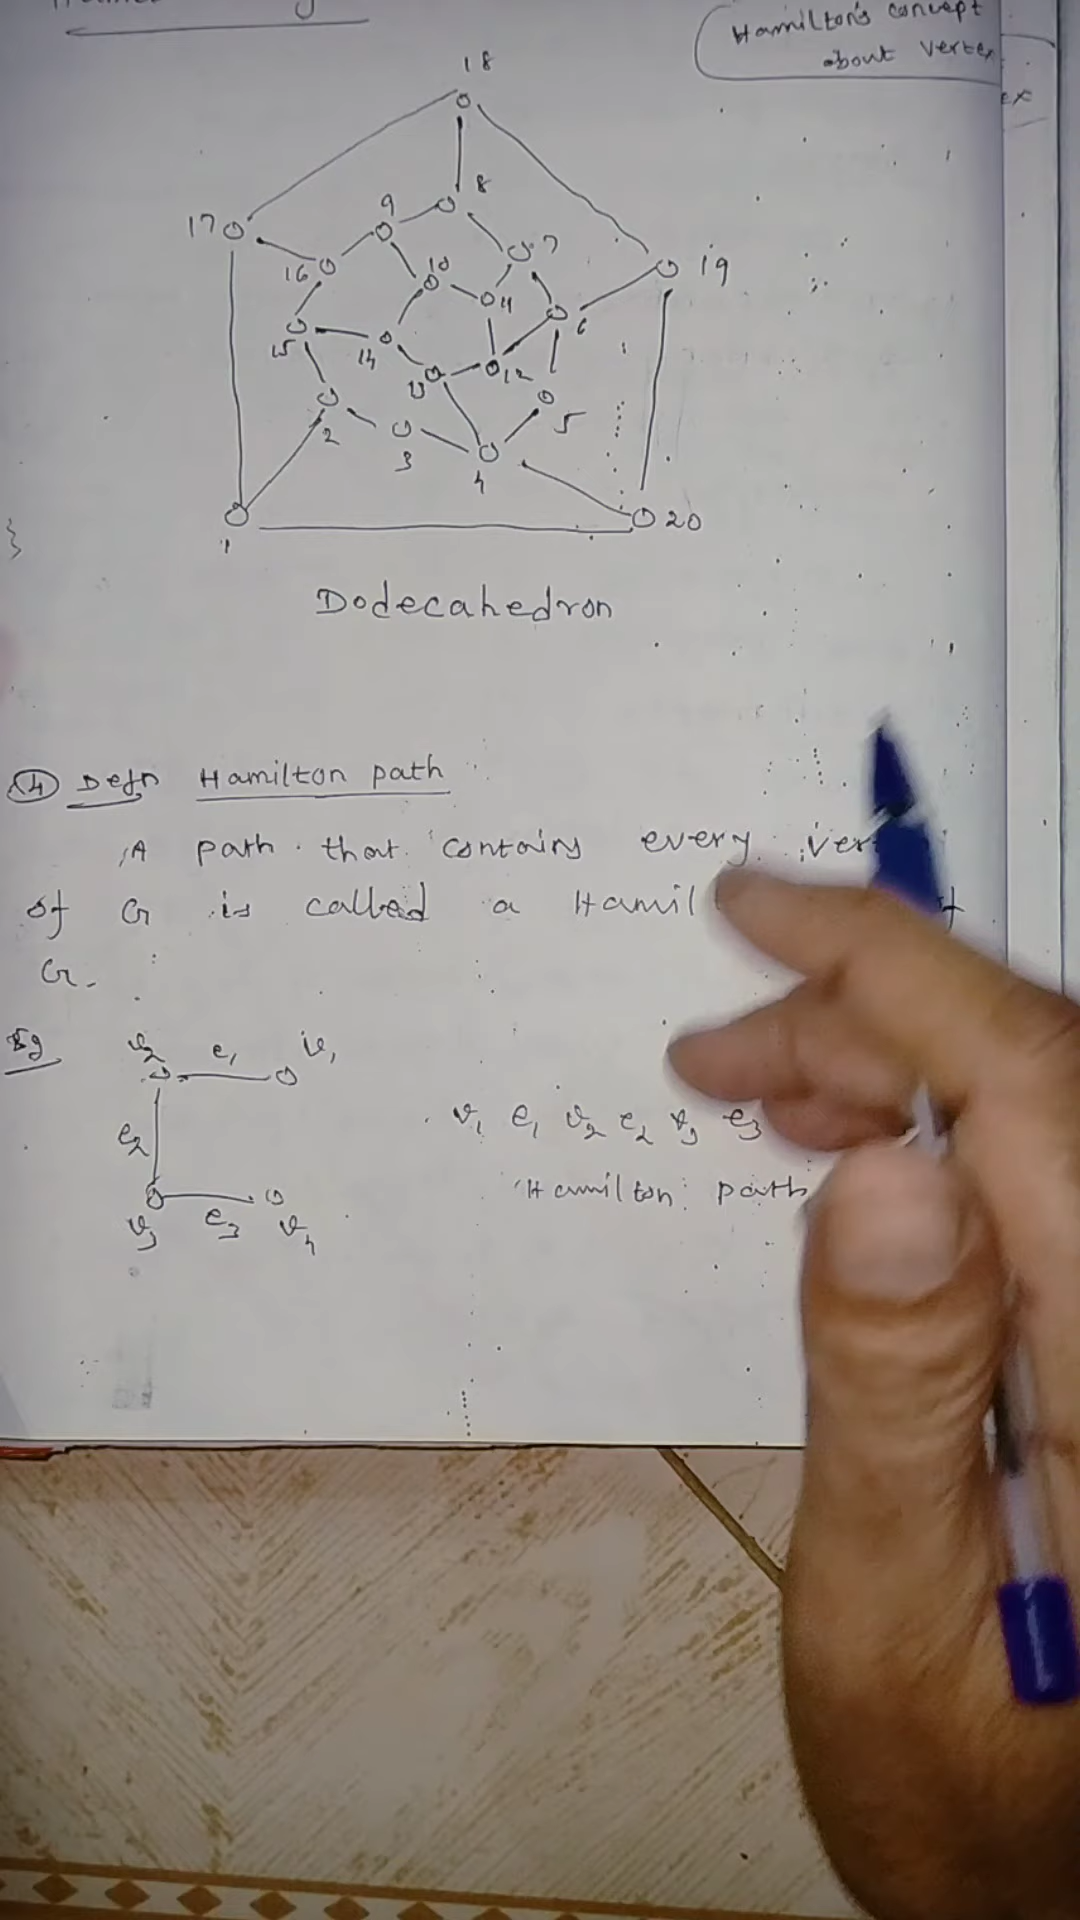 Hamilton's concept
about vertex
18
8
9
17
7
16
10
19
11
6
15
14
13
12
5
2
3
4
1
20
Dodecahedron
4 Defn Hamilton path
A path that contains every
of G is called a Hamil
G.
Eg
v2 e1 v1
e2
v1 e1 v2 e2 v3 e3
Hamilton path
v3 e3 v4